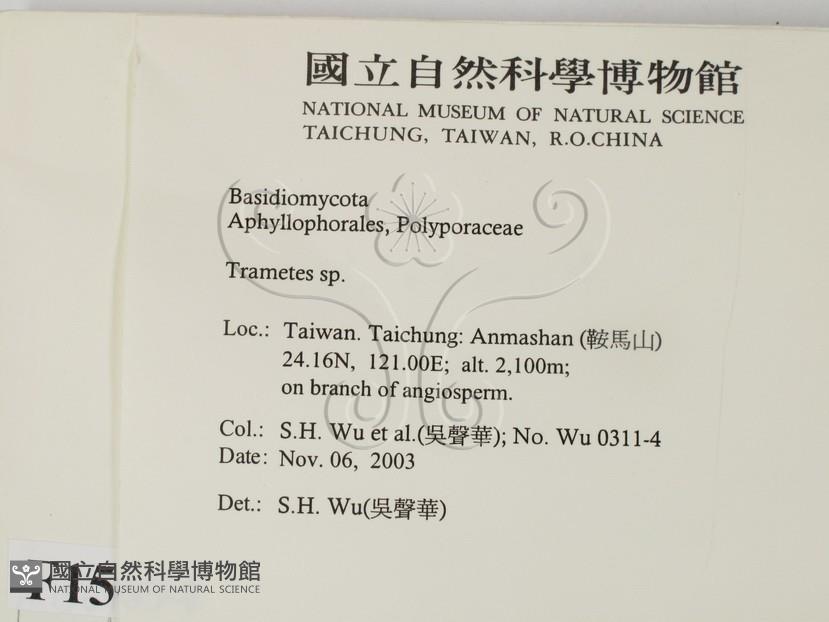 國立自然科學博物館
NATIONAL MUSEUM OF NATURAL SCIENCE
TAICHUNG, TAIWAN, R.O.CHINA
Basidiomycota
Aphyllophorales, Polyporaceae
Trametes sp.
Loc.: Taiwan. Taichung: Anmashan (鞍馬山)
24.16N, 121.00E; alt. 2,100m;
on branch of angiosperm.
Col.: S.H. Wu et al.(吳聲華); No. Wu 0311-4
Date: Nov. 06, 2003
Det.: S.H. Wu(吳聲華)
F15
國立自然科學博物館
NATIONAL MUSEUM OF NATURAL SCIENCE